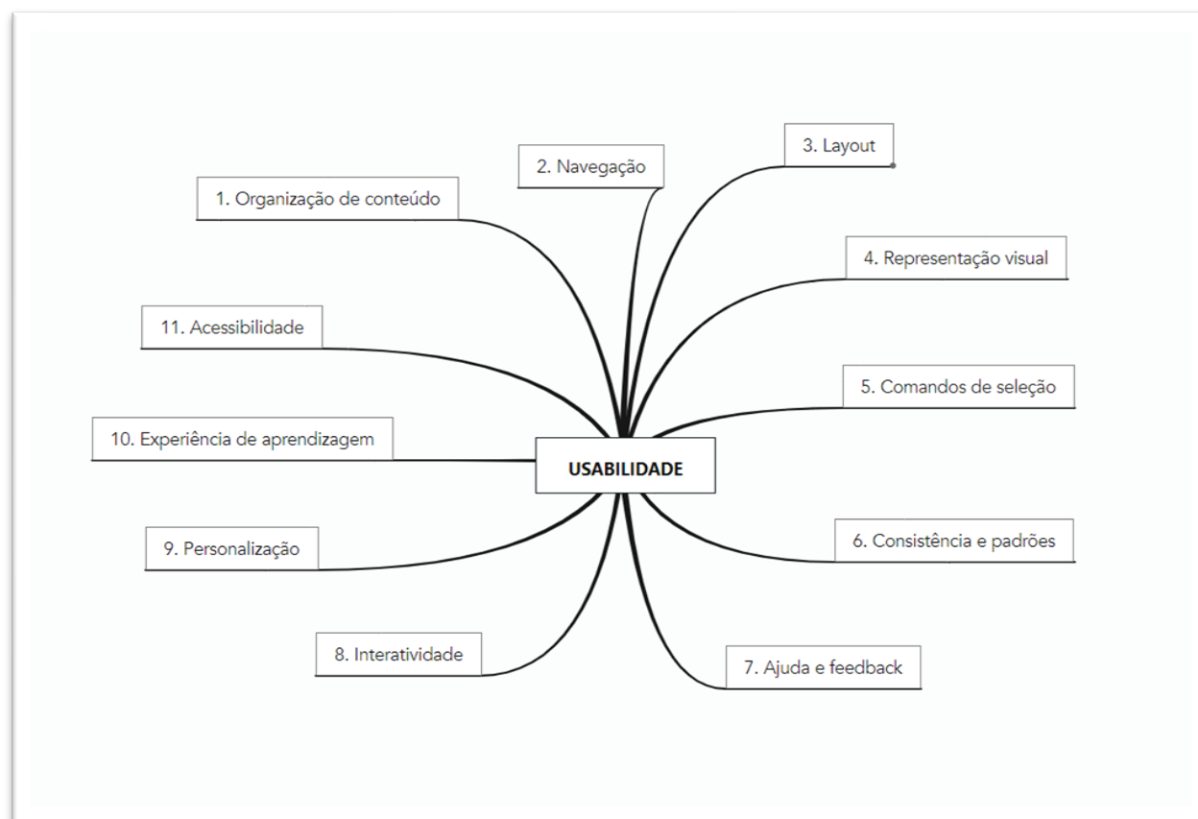 1. Organização de conteúdo
2. Navegação
3. Layout
4. Representação visual
5. Comandos de seleção
6. Consistência e padrões
7. Ajuda e feedback
8. Interatividade
9. Personalização
10. Experiência de aprendizagem
11. Acessibilidade
USABILIDADE